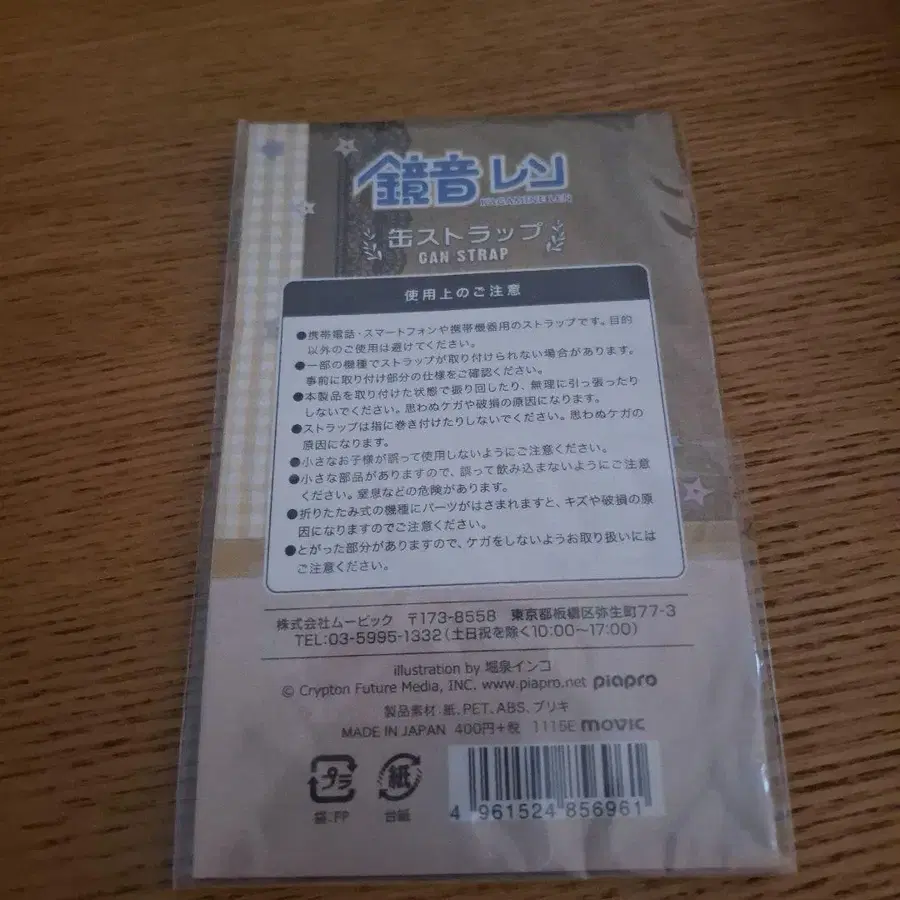 鏡音レン
KAGAMINE LEN
缶ストラップ
CAN STRAP
使用上のご注意
●携帯電話・スマートフォンや携帯機器用のストラップです。目的
以外のご使用は避けてください。
●一部の機種でストラップが取り付けられない場合があります。
事前に取り付け部分の仕様をご確認ください。
●本製品を取り付けた状態で振り回したり、無理に引っ張ったり
しないでください。思わぬケガや破損の原因になります。
●ストラップは指に巻き付けたりしないでください。思わぬケガの
原因になります。
●小さなお子様が誤って使用しないようにご注意ください。
●小さな部品がありますので、誤って飲み込まないようにご注意
ください。窒息などの危険があります。
●折りたたみ式の機種にパーツがはさまれますと、キズや破損の原
因になりますのでご注意ください。
●とがった部分がありますので、ケガをしないようお取り扱いには
ご注意ください。
株式会社ムービック 〒173-8558 東京都板橋区弥生町77-3
TEL:03-5995-1332(土日祝を除く10:00〜17:00)
illustration by 堀泉インコ
© Crypton Future Media, INC. www.piapro.net piapro
製品素材:紙、PET、ABS、ブリキ
MADE IN JAPAN 400円+税 1115E movic
プラ
紙
袋:PP
台紙
4 961524 856961